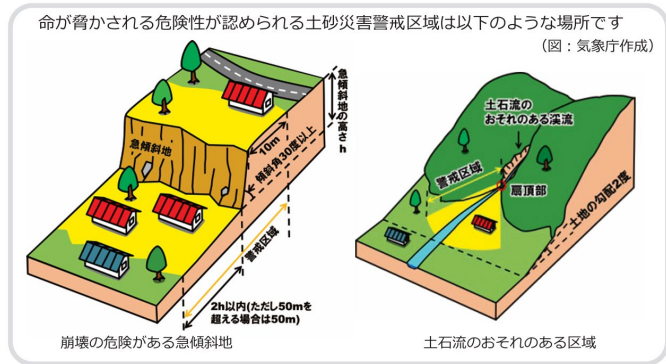 命が脅かされる危険性が認められる土砂災害警戒区域は以下のような場所です
（図：気象庁作成）
急傾斜地の高さh
急傾斜地
10m
傾斜角30度以上
警戒区域
2h以内(ただし50mを
超える場合は50m)
崩壊の危険がある急傾斜地
土石流の
おそれのある渓流
警戒区域
扇頂部
土地の勾配2度
土石流のおそれのある区域